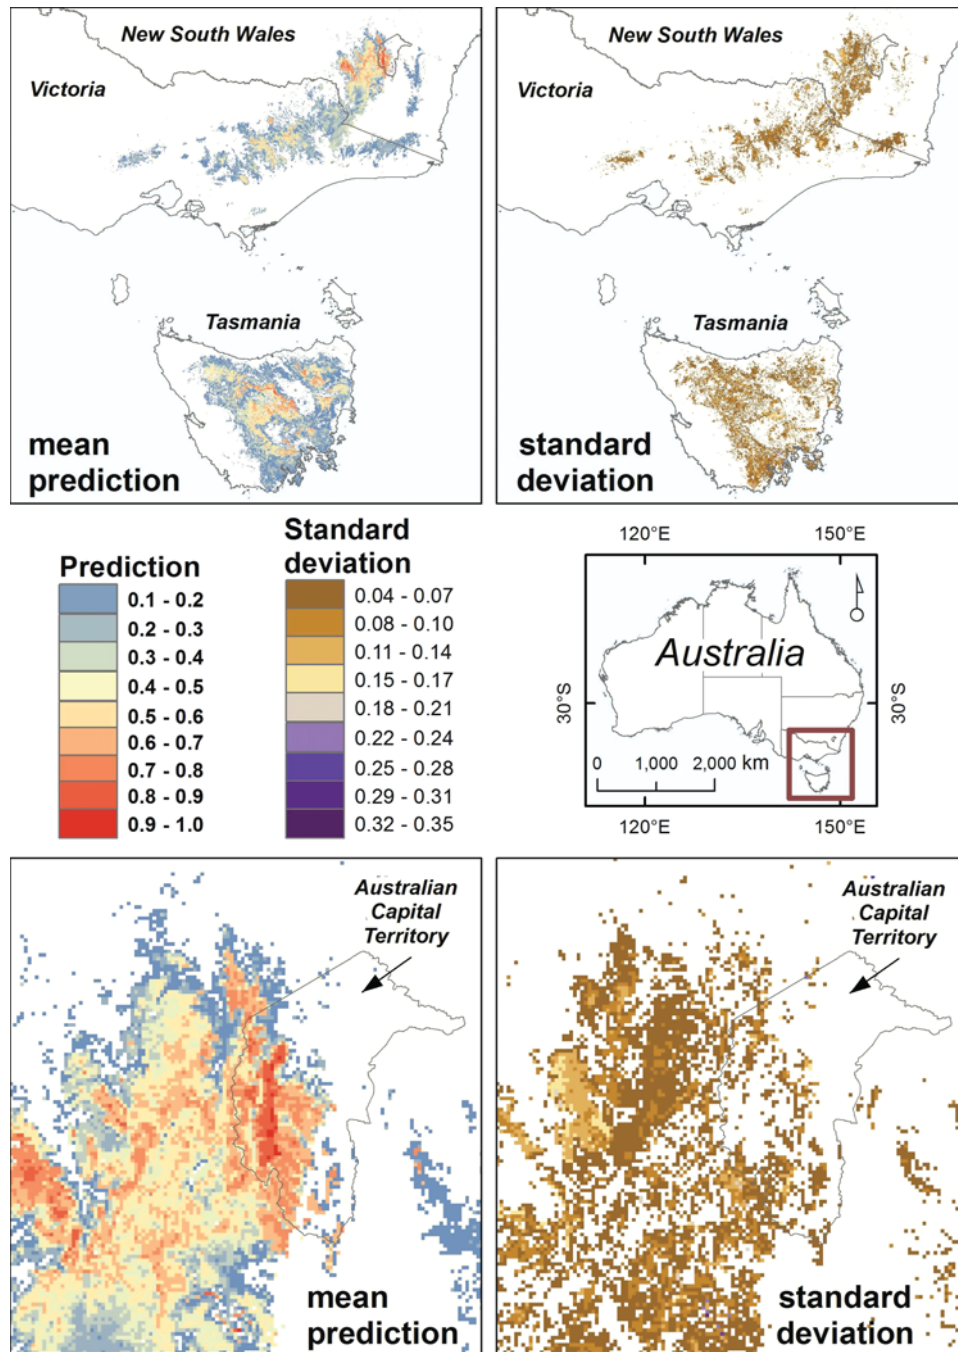 New South Wales
Victoria
Tasmania
mean
prediction
New South Wales
Victoria
Tasmania
standard
deviation
Prediction
0.1 - 0.2
0.2 - 0.3
0.3 - 0.4
0.4 - 0.5
0.5 - 0.6
0.6 - 0.7
0.7 - 0.8
0.8 - 0.9
0.9 - 1.0
Standard
deviation
0.04 - 0.07
0.08 - 0.10
0.11 - 0.14
0.15 - 0.17
0.18 - 0.21
0.22 - 0.24
0.25 - 0.28
0.29 - 0.31
0.32 - 0.35
120°E 150°E
Australia
30°S 30°S
0 1,000 2,000 km
120°E 150°E
Australian
Capital
Territory
mean
prediction
Australian
Capital
Territory
standard
deviation